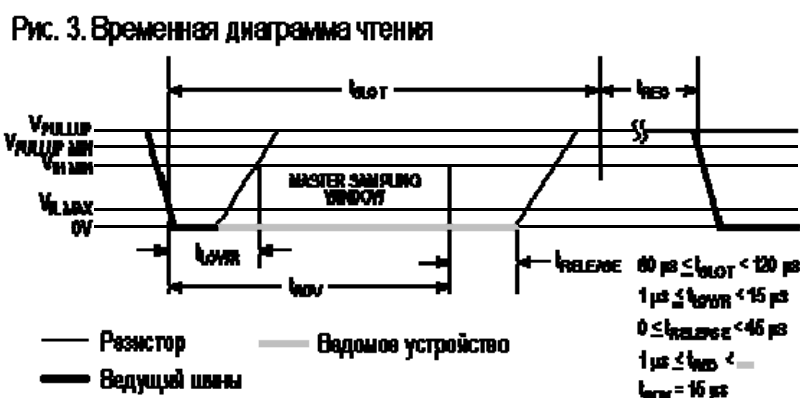 Рис. 3. Временная диаграмма чтения
tSLOT
tREC
VPULLUP
VPULLUP MIN
VIH MIN
MASTER SAMPLING
WINDOW
VIL MAX
0V
tLOWR
tRELEASE
tRDV
60 µs ≤ tSLOT < 120 µs
1 µs ≤ tLOWR < 15 µs
0 ≤ tRELEASE < 45 µs
1 µs ≤ tREC <
tRDV = 15 µs
Резистор
Ведомое устройство
Ведущий шины